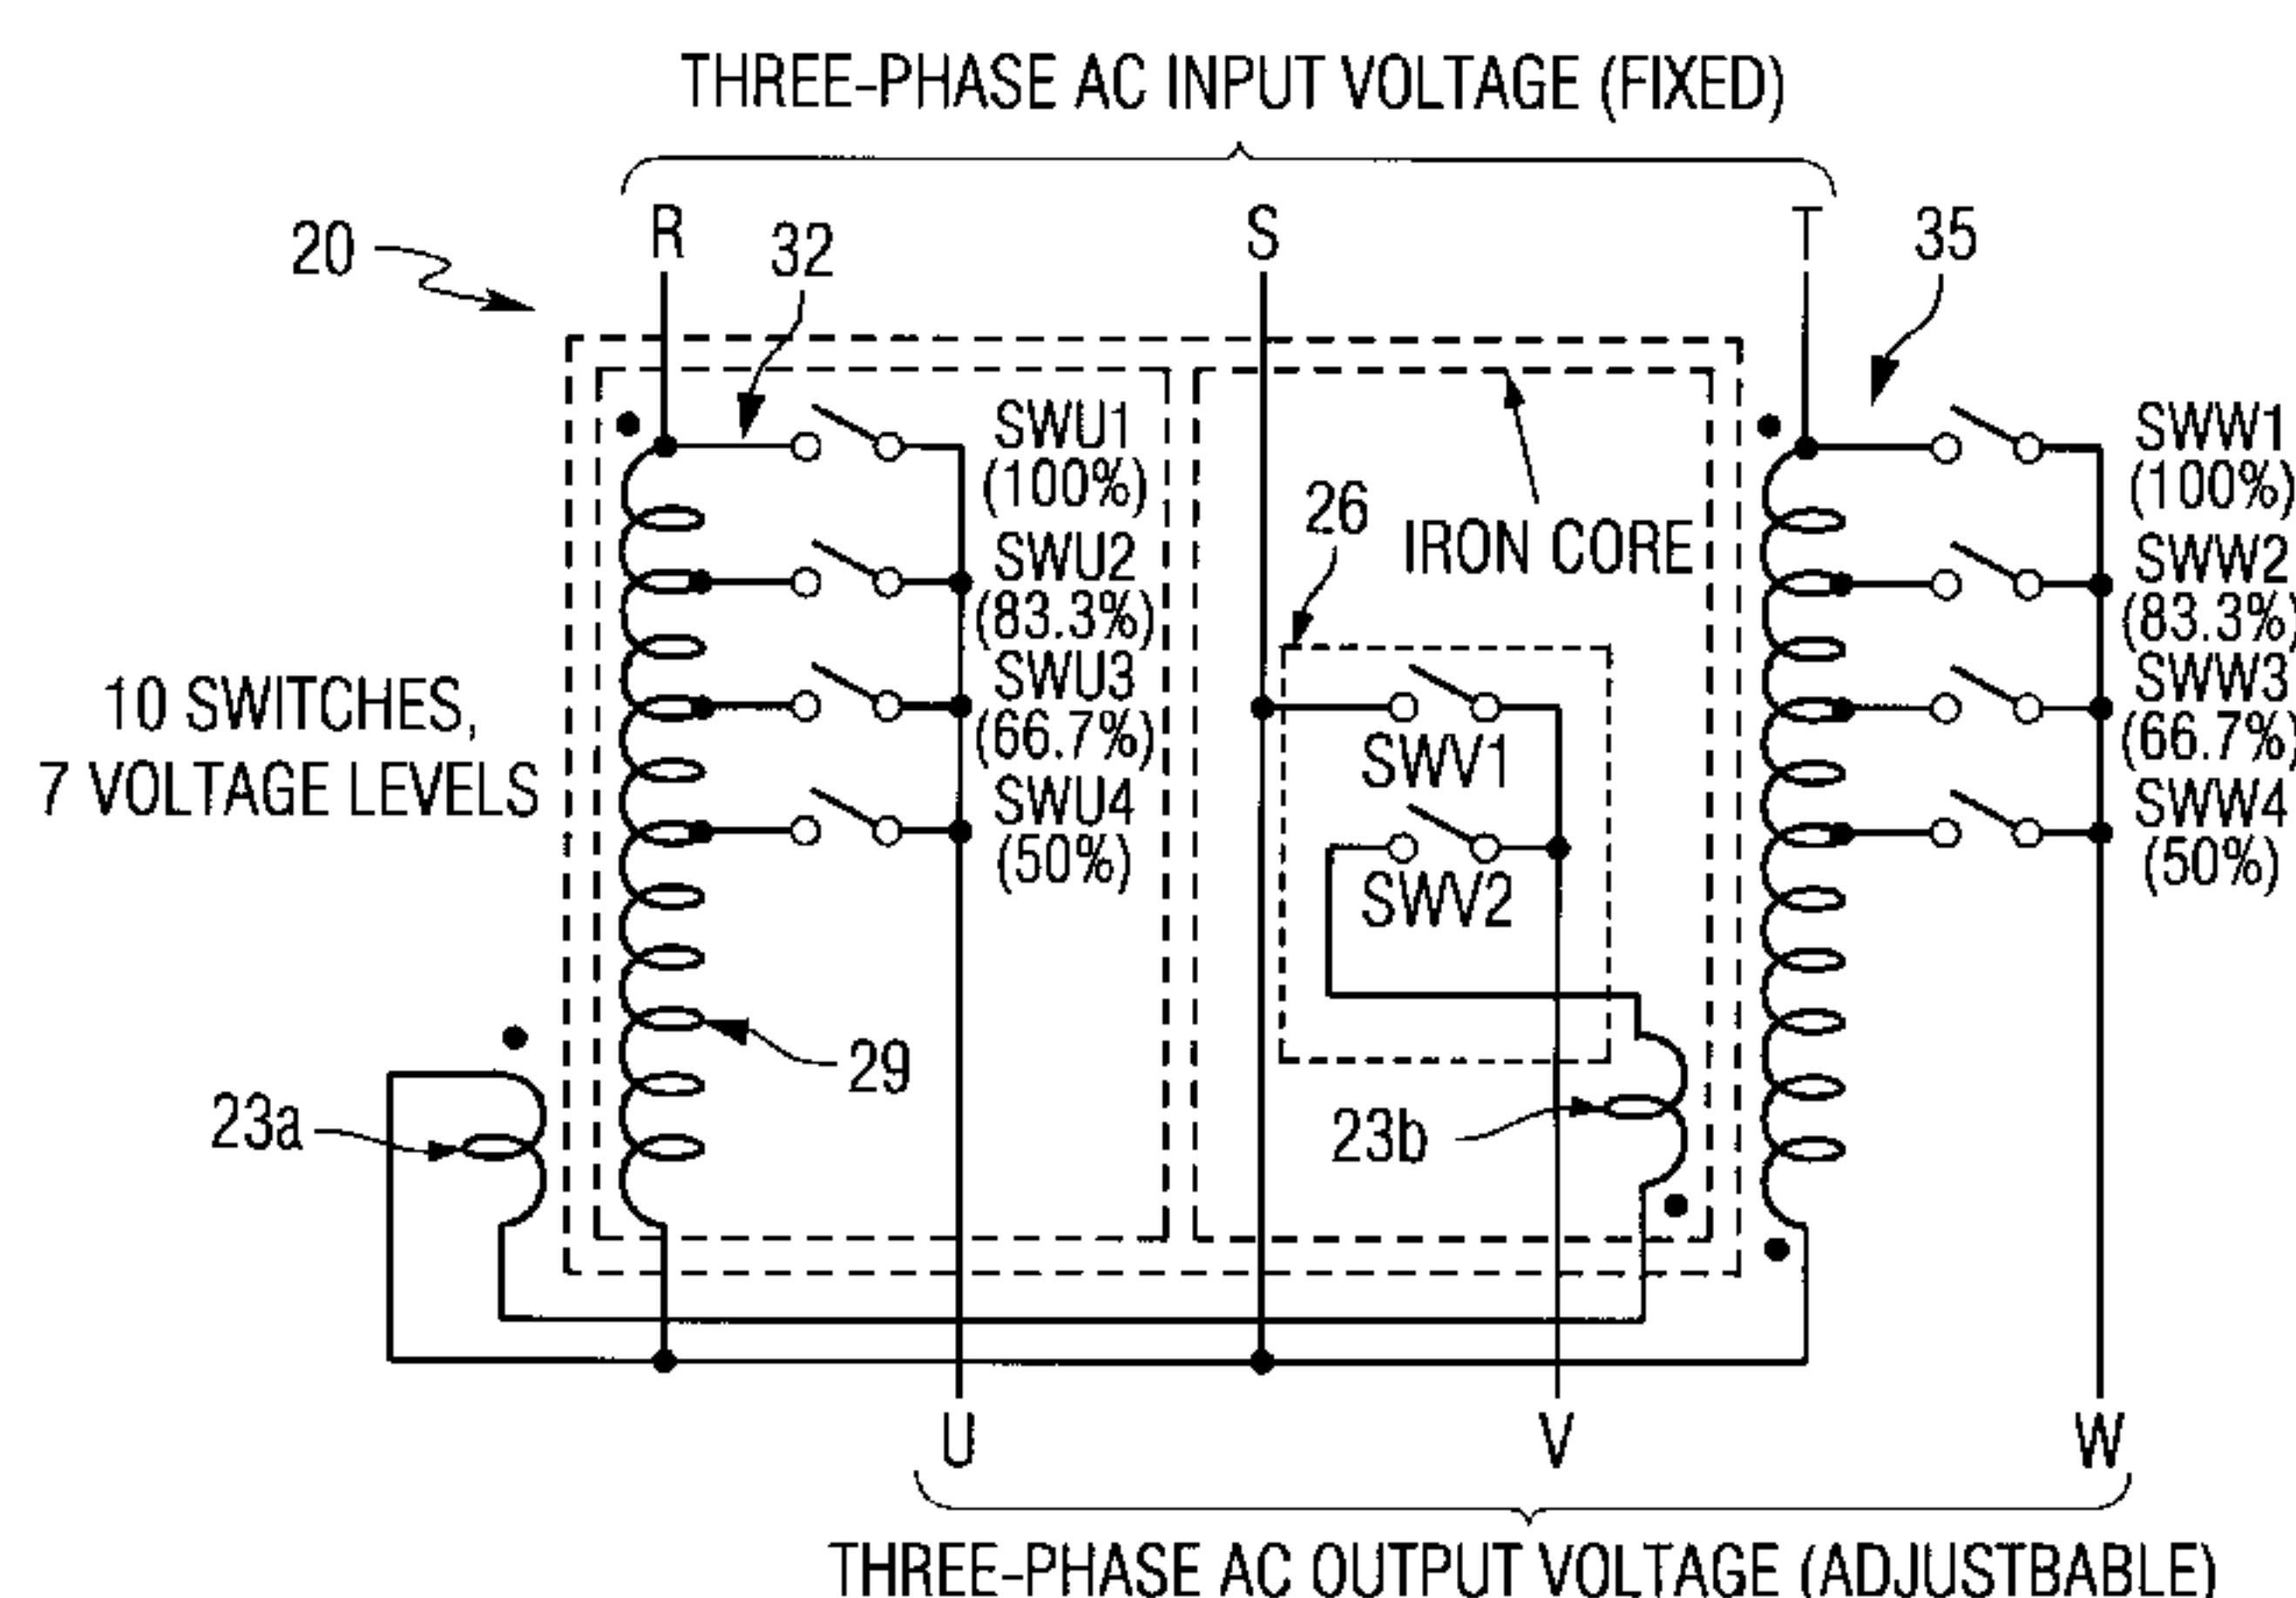 THREE-PHASE AC INPUT VOLTAGE (FIXED)
R
S
T
20
32
35
SWU1
(100%)
SWU2
(83.3%)
SWU3
(66.7%)
SWU4
(50%)
26
IRON CORE
SWW1
(100%)
SWW2
(83.3%)
SWW3
(66.7%)
SWW4
(50%)
10 SWITCHES,
7 VOLTAGE LEVELS
SWV1
SWV2
29
23a
23b
U
V
W
THREE-PHASE AC OUTPUT VOLTAGE (ADJUSTBABLE)